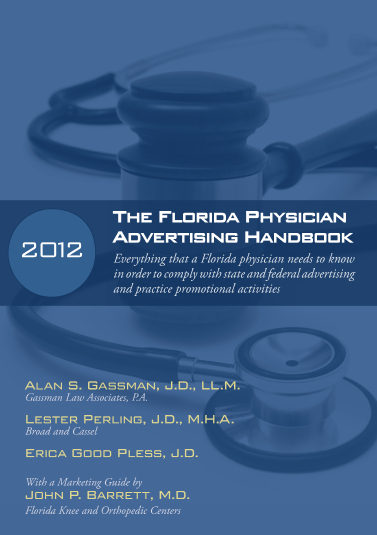 2012
THE FLORIDA PHYSICIAN
ADVERTISING HANDBOOK
Everything that a Florida physician needs to know
in order to comply with state and federal advertising
and practice promotional activities
ALAN S. GASSMAN, J.D., LL.M.
Gassman Law Associates, P.A.
LESTER PERLING, J.D., M.H.A.
Broad and Cassel
ERICA GOOD PLESS, J.D.
With a Marketing Guide by
JOHN P. BARRETT, M.D.
Florida Knee and Orthopedic Centers